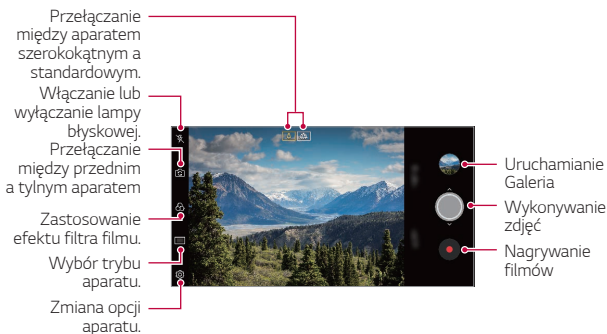 Przełączanie
między aparatem
szerokokątnym a
standardowym.
Włączanie lub
wyłączanie lampy
błyskowej.
Przełączanie
między przednim
a tylnym aparatem
Zastosowanie
efektu filtra filmu.
Wybór trybu
aparatu.
Zmiana opcji
aparatu.
Uruchamianie
Galeria
Wykonywanie
zdjęć
Nagrywanie
filmów